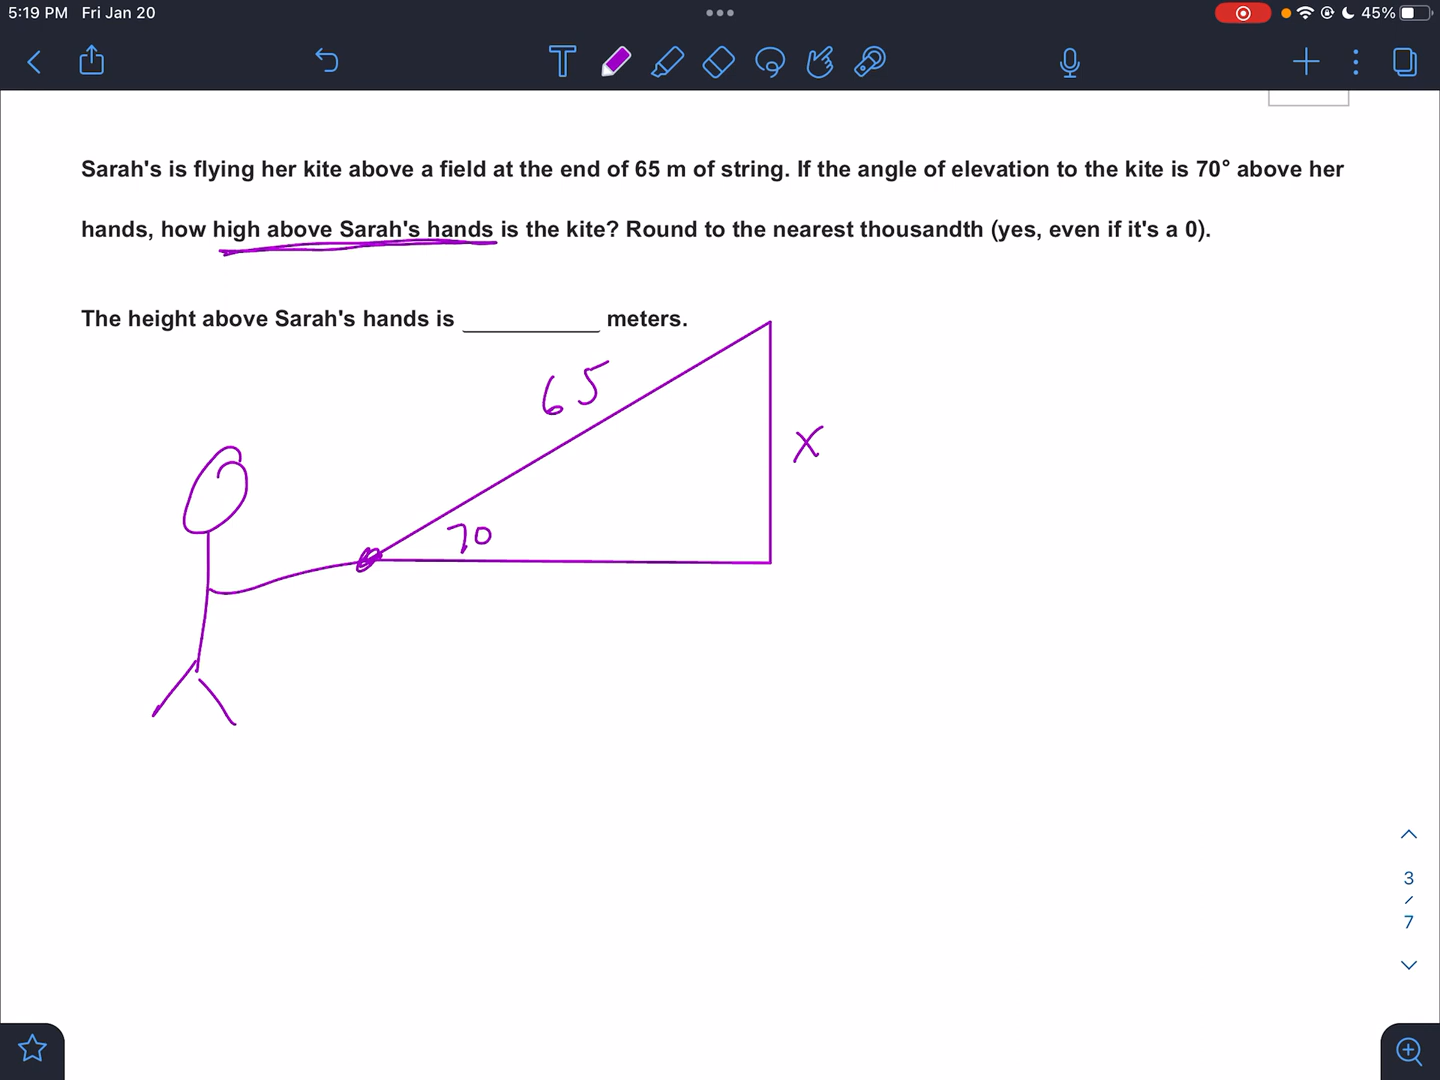 5:19 PM Fri Jan 20
45%
T
Sarah's is flying her kite above a field at the end of 65 m of string. If the angle of elevation to the kite is 70° above her
hands, how high above Sarah's hands is the kite? Round to the nearest thousandth (yes, even if it's a 0).
The height above Sarah's hands is __________ meters.
65
x
70
3
/
7